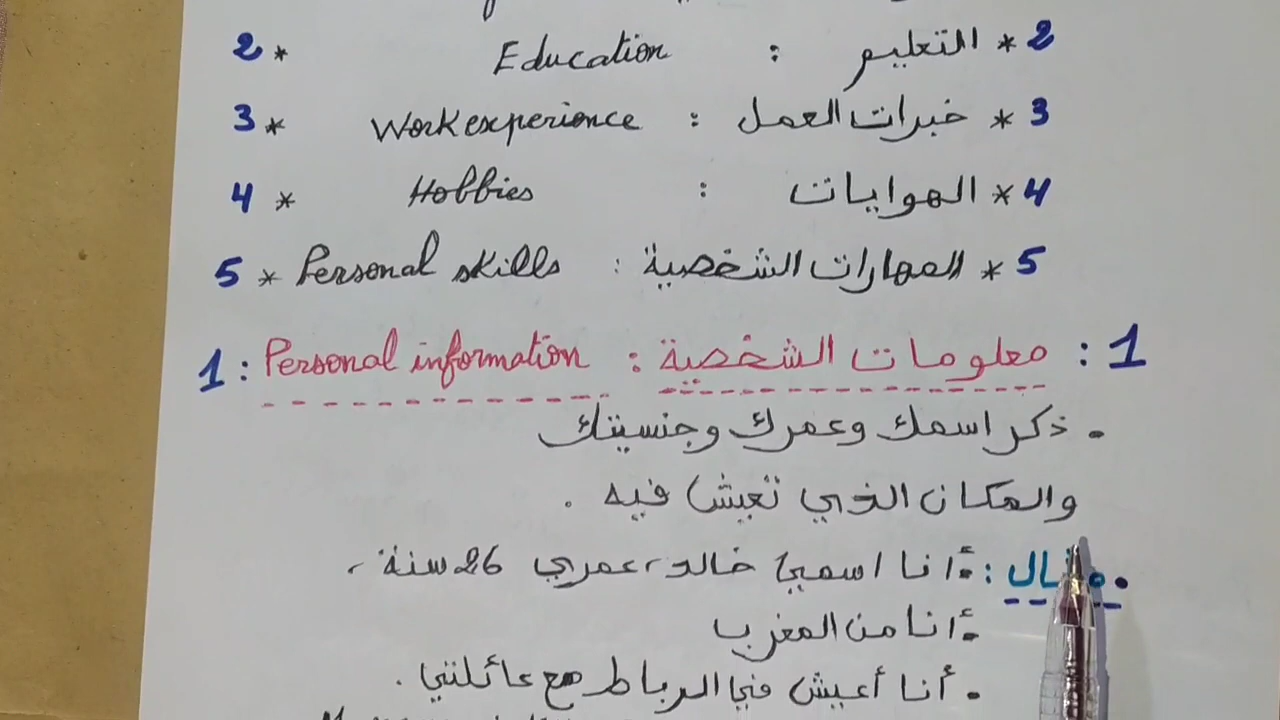 2 * Education : التعليم * 2
3 * Work experience : خبرات العمل * 3
4 * Hobbies : الهوايات * 4
5 * Personal skills : المهارات الشخصية * 5
1 : Personal information : معلومات الشخصية : 1
• ذكر اسمك وعمرك وجنسيتك
والمكان الذي تعيش فيه .
• مثال : أنا اسمي خالد، عمري 26 سنة،
• أنا من المغرب
• أنا أعيش في الرباط مع عائلتي .